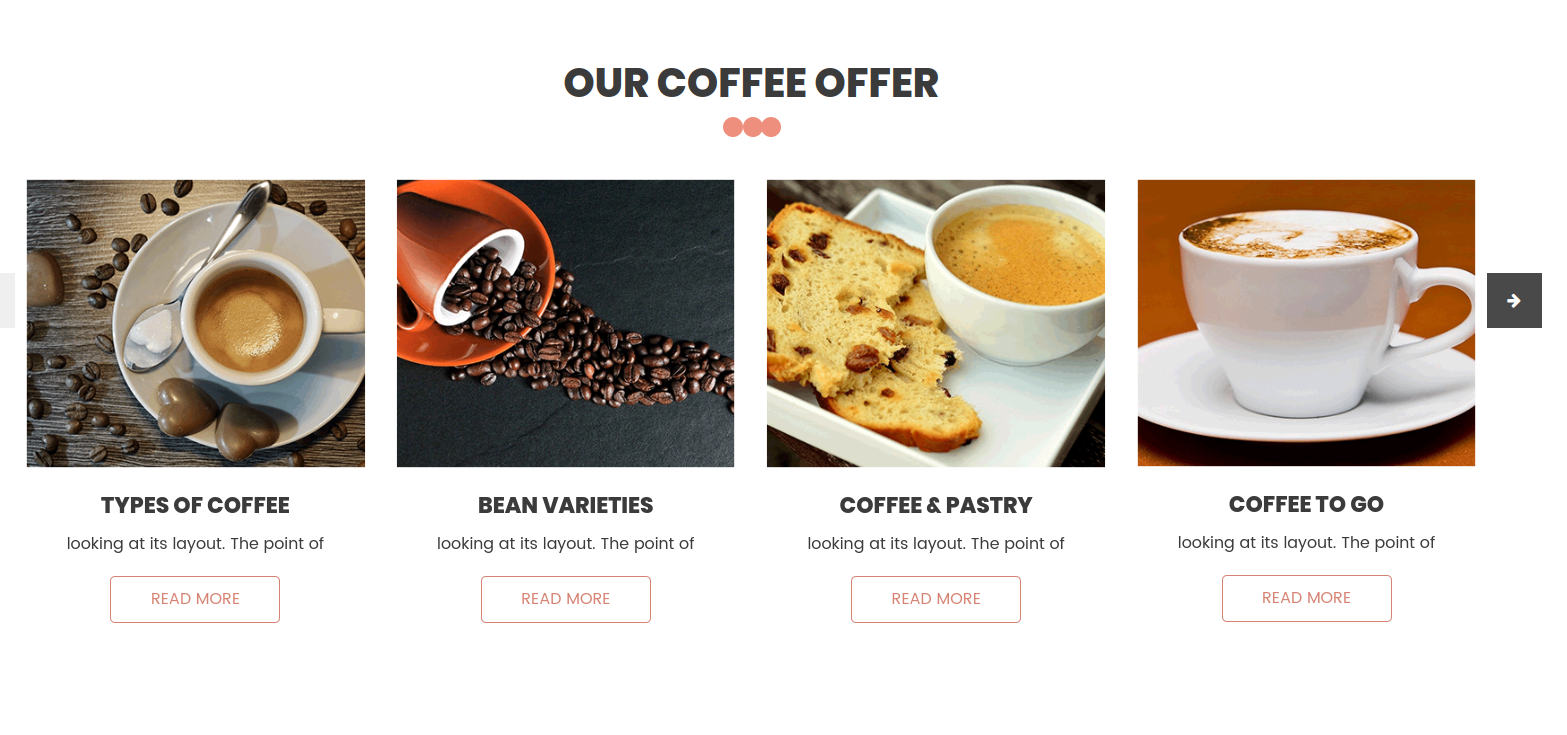 OUR COFFEE OFFER
TYPES OF COFFEE
looking at its layout. The point of
READ MORE
BEAN VARIETIES
looking at its layout. The point of
READ MORE
COFFEE & PASTRY
looking at its layout. The point of
READ MORE
COFFEE TO GO
looking at its layout. The point of
READ MORE